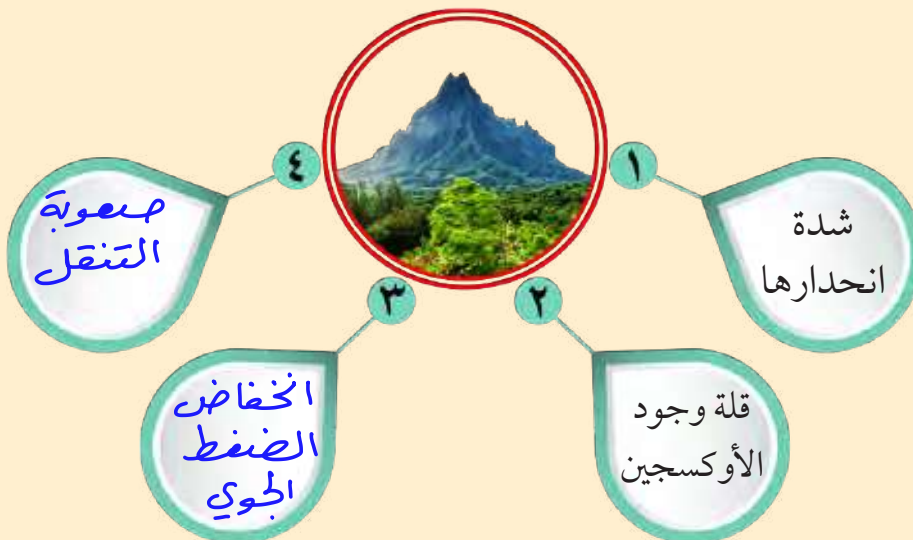 ١
شدة
انحدارها
٢
قلة وجود
الأوكسجين
٣
انخفاض
الضغط
الجوي
٤
صعوبة
التنقل